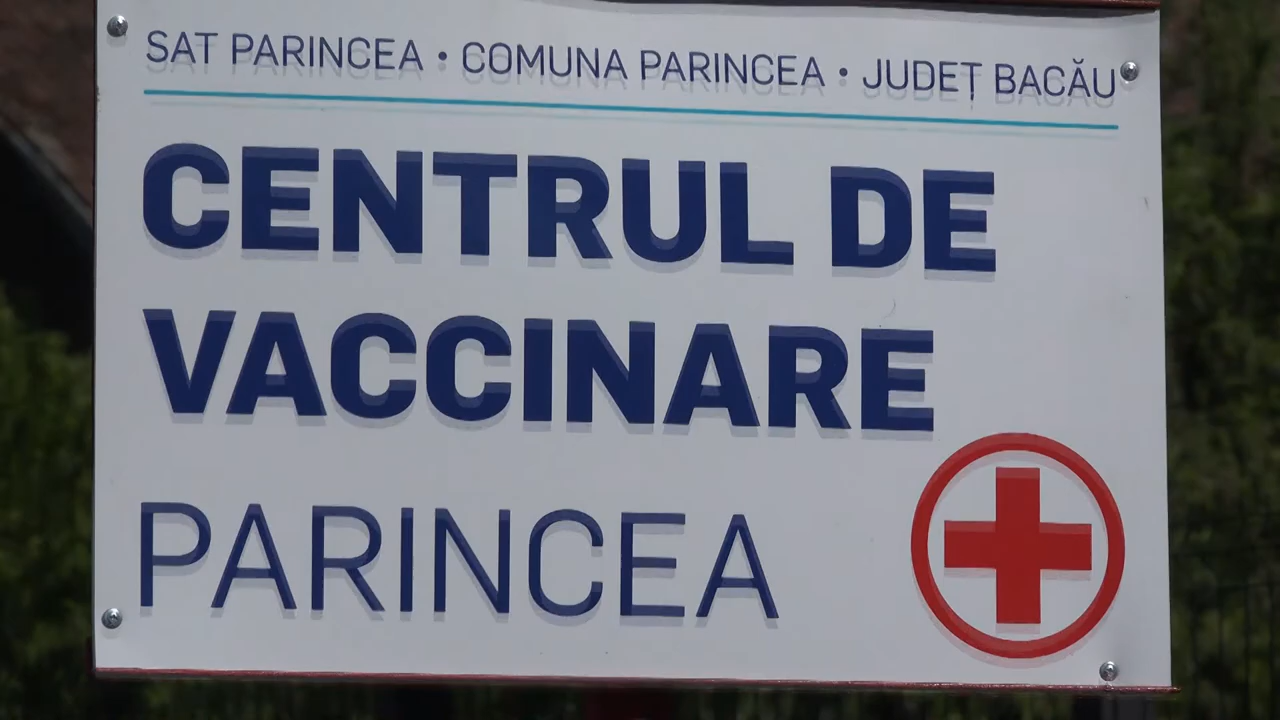 SAT PARINCEA • COMUNA PARINCEA • JUDEȚ BACĂU
CENTRUL DE
VACCINARE
PARINCEA